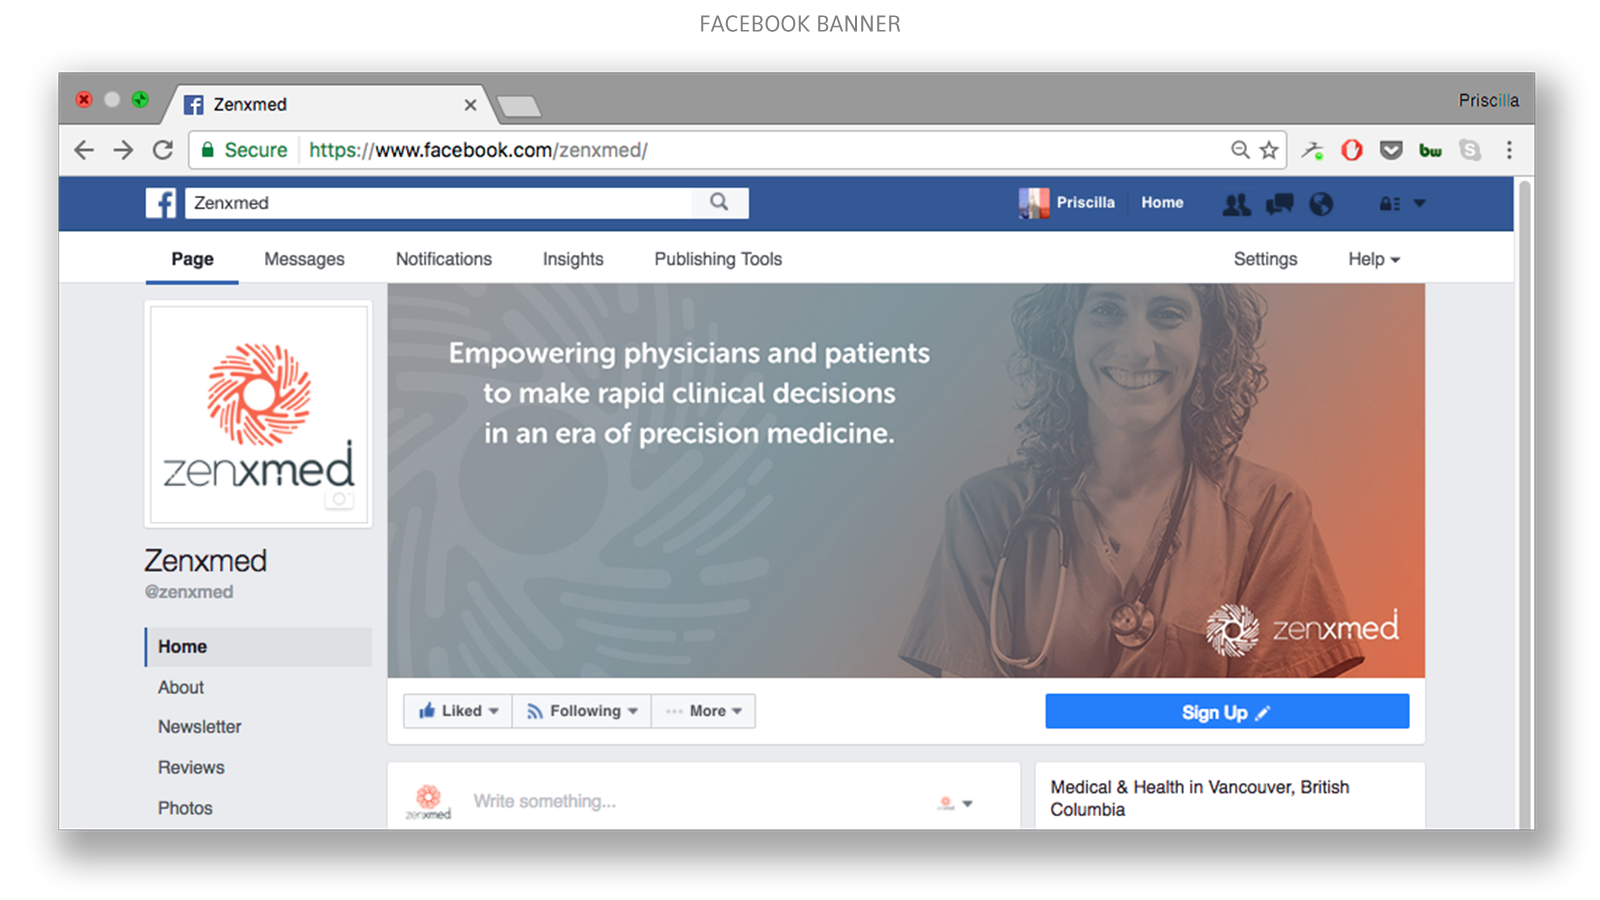 FACEBOOK BANNER
Zenxmed
Priscilla
Secure https://www.facebook.com/zenxmed/
bw
Zenxmed
Priscilla Home
Page Messages Notifications Insights Publishing Tools Settings Help
Empowering physicians and patients
to make rapid clinical decisions
in an era of precision medicine.
zenxmed
Zenxmed
@zenxmed
zenxmed
Home
About
Newsletter
Reviews
Photos
Liked Following More Sign Up
zenxmed
Write something...
Medical & Health in Vancouver, British
Columbia